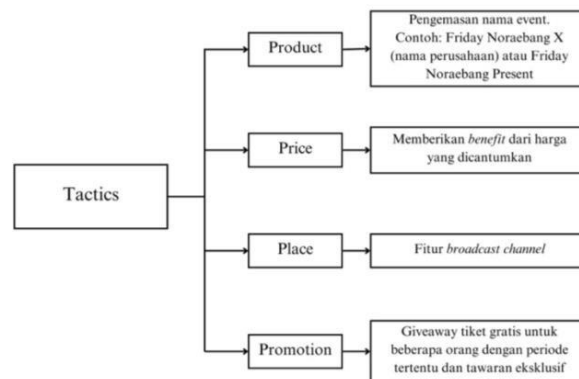 Tactics
Product
Pengemasan nama event.
Contoh: Friday Noraebang X
(nama perusahaan) atau Friday
Noraebang Present
Price
Memberikan benefit dari harga
yang dicantumkan
Place
Fitur broadcast channel
Promotion
Giveaway tiket gratis untuk
beberapa orang dengan periode
tertentu dan tawaran eksklusif